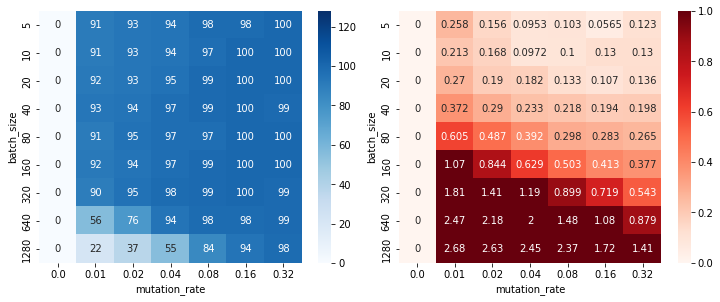 5 0 91 93 94 98 98 100
10 0 91 93 94 97 100 100
20 0 92 93 95 99 100 100
40 0 93 94 97 99 100 99
80 0 91 95 97 97 100 100
160 0 92 94 97 99 100 100
320 0 90 95 98 99 100 99
640 0 56 76 94 98 98 99
1280 0 22 37 55 84 94 98
0.0 0.01 0.02 0.04 0.08 0.16 0.32
mutation_rate
batch_size
120
100
80
60
40
20
0
5 0 0.258 0.156 0.0953 0.103 0.0565 0.123
10 0 0.213 0.168 0.0972 0.1 0.13 0.13
20 0 0.27 0.19 0.182 0.133 0.107 0.136
40 0 0.372 0.29 0.233 0.218 0.194 0.198
80 0 0.605 0.487 0.392 0.298 0.283 0.265
160 0 1.07 0.844 0.629 0.503 0.413 0.377
320 0 1.81 1.41 1.19 0.899 0.719 0.543
640 0 2.47 2.18 2 1.48 1.08 0.879
1280 0 2.68 2.63 2.45 2.37 1.72 1.41
0.0 0.01 0.02 0.04 0.08 0.16 0.32
mutation_rate
batch_size
1.0
0.8
0.6
0.4
0.2
0.0